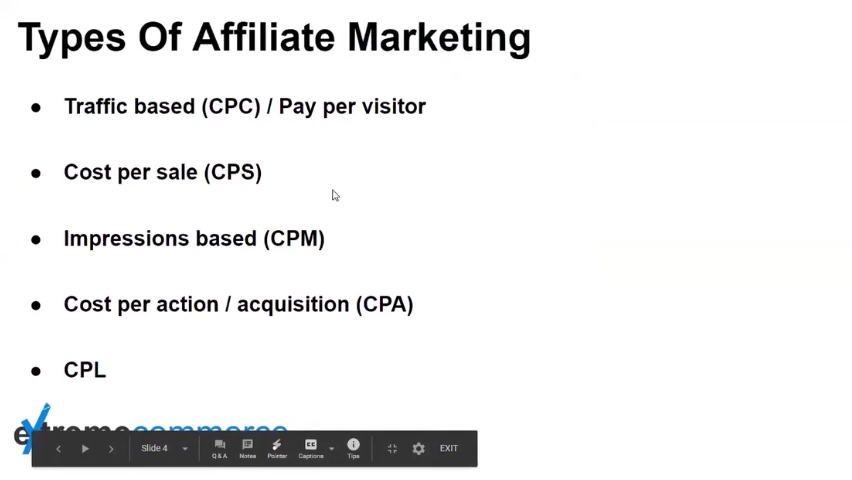 Types Of Affiliate Marketing
● Traffic based (CPC) / Pay per visitor
● Cost per sale (CPS)
● Impressions based (CPM)
● Cost per action / acquisition (CPA)
● CPL
Slide 4
Q & A
Notes
Pointer
Captions
Tips
EXIT